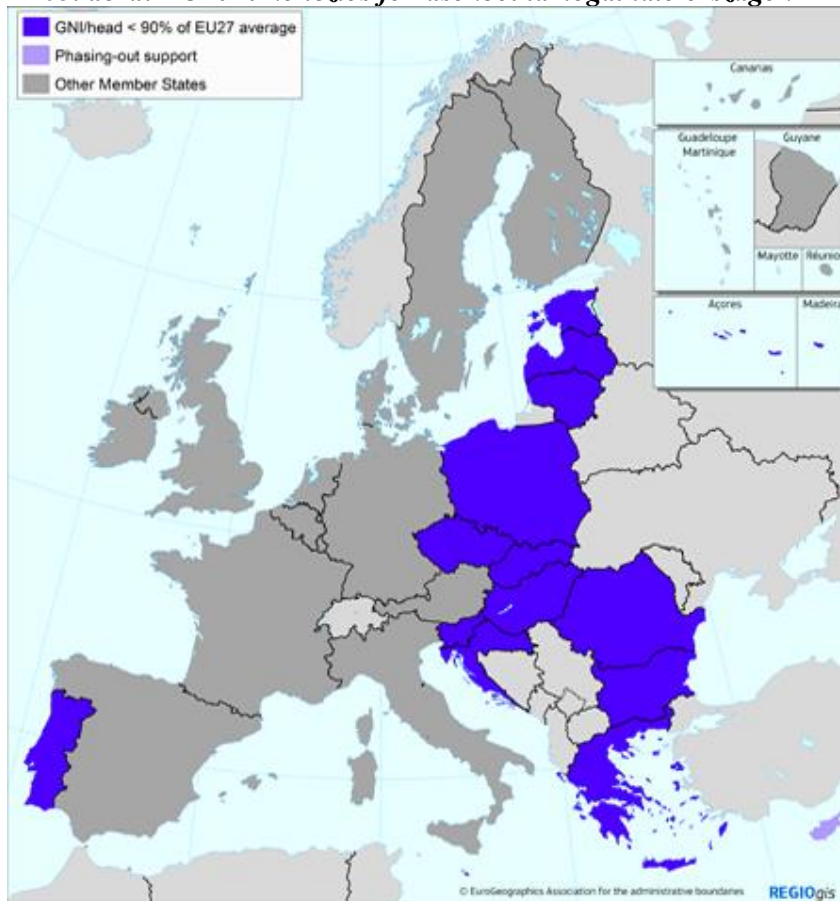 GNI/head < 90% of EU27 average
Phasing-out support
Other Member States
Canarias
Guadeloupe
Martinique
Guyane
Mayotte
Réunio
Açores
Madeira
© EuroGeographics Association for the administrative boundaries
REGIOgis